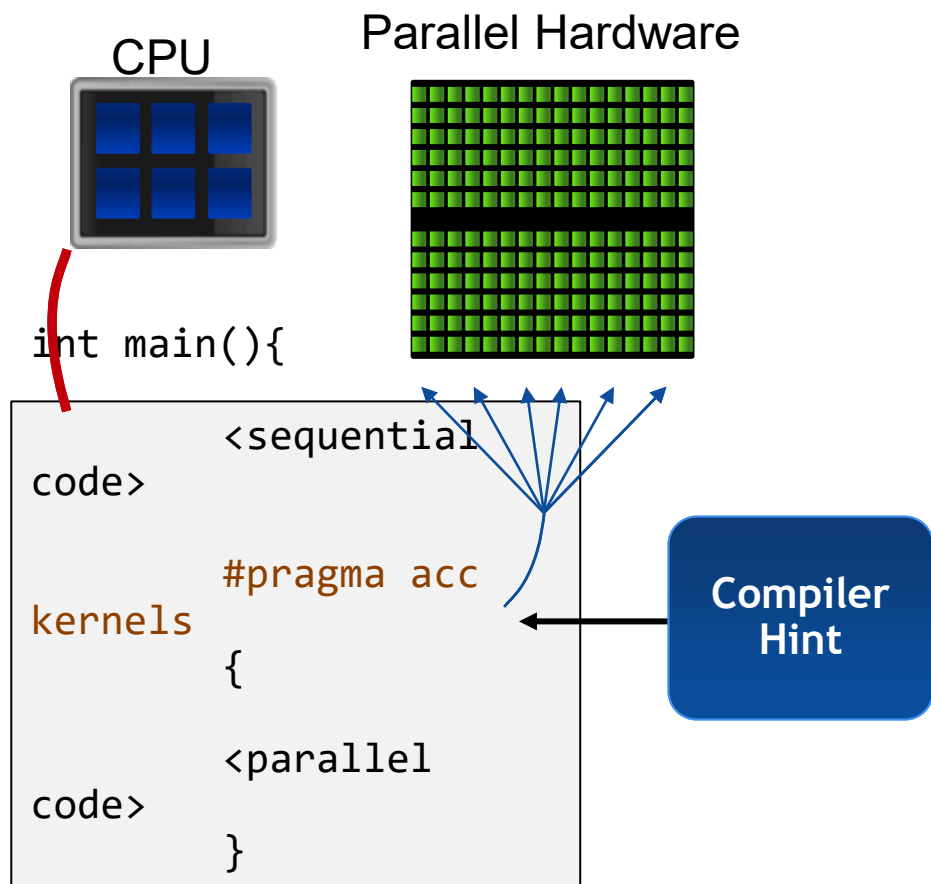 CPU
Parallel Hardware
int main(){
<sequential
code>
#pragma acc
kernels
{
<parallel
code>
}
Compiler
Hint